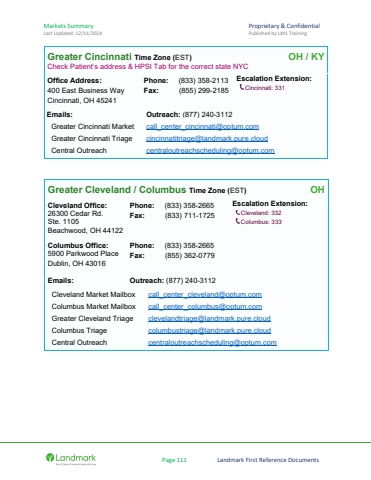 Markets Summary Proprietary & Confidential
Last Updated: 12/11/2024 Published by LM1 Training
Greater Cincinnati Time Zone (EST) OH / KY
Check Patient's address & HPSI Tab for the correct state NYC
Office Address: Phone: (833) 358-2113 Escalation Extension:
400 East Business Way Fax: (855) 299-2185 Cincinnati: 331
Cincinnati, OH 45241
Emails: Outreach: (877) 240-3112
Greater Cincinnati Market call_center_cincinnati@optum.com
Greater Cincinnati Triage cincinnatitriage@landmark.pure.cloud
Central Outreach centraloutreachscheduling@optum.com
Greater Cleveland / Columbus Time Zone (EST) OH
Cleveland Office: Phone: (833) 358-2665 Escalation Extension:
26300 Cedar Rd. Fax: (833) 711-1725 Cleveland: 332
Ste. 1105 Columbus: 333
Beachwood, OH 44122
Columbus Office: Phone: (833) 358-2665
5900 Parkwood Place Fax: (855) 362-0779
Dublin, OH 43016
Emails: Outreach: (877) 240-3112
Cleveland Market Mailbox call_center_cleveland@optum.com
Columbus Market Mailbox call_center_columbus@optum.com
Greater Cleveland Triage clevelandtriage@landmark.pure.cloud
Columbus Triage columbustriage@landmark.pure.cloud
Central Outreach centraloutreachscheduling@optum.com
Landmark Page 111 Landmark First Reference Documents